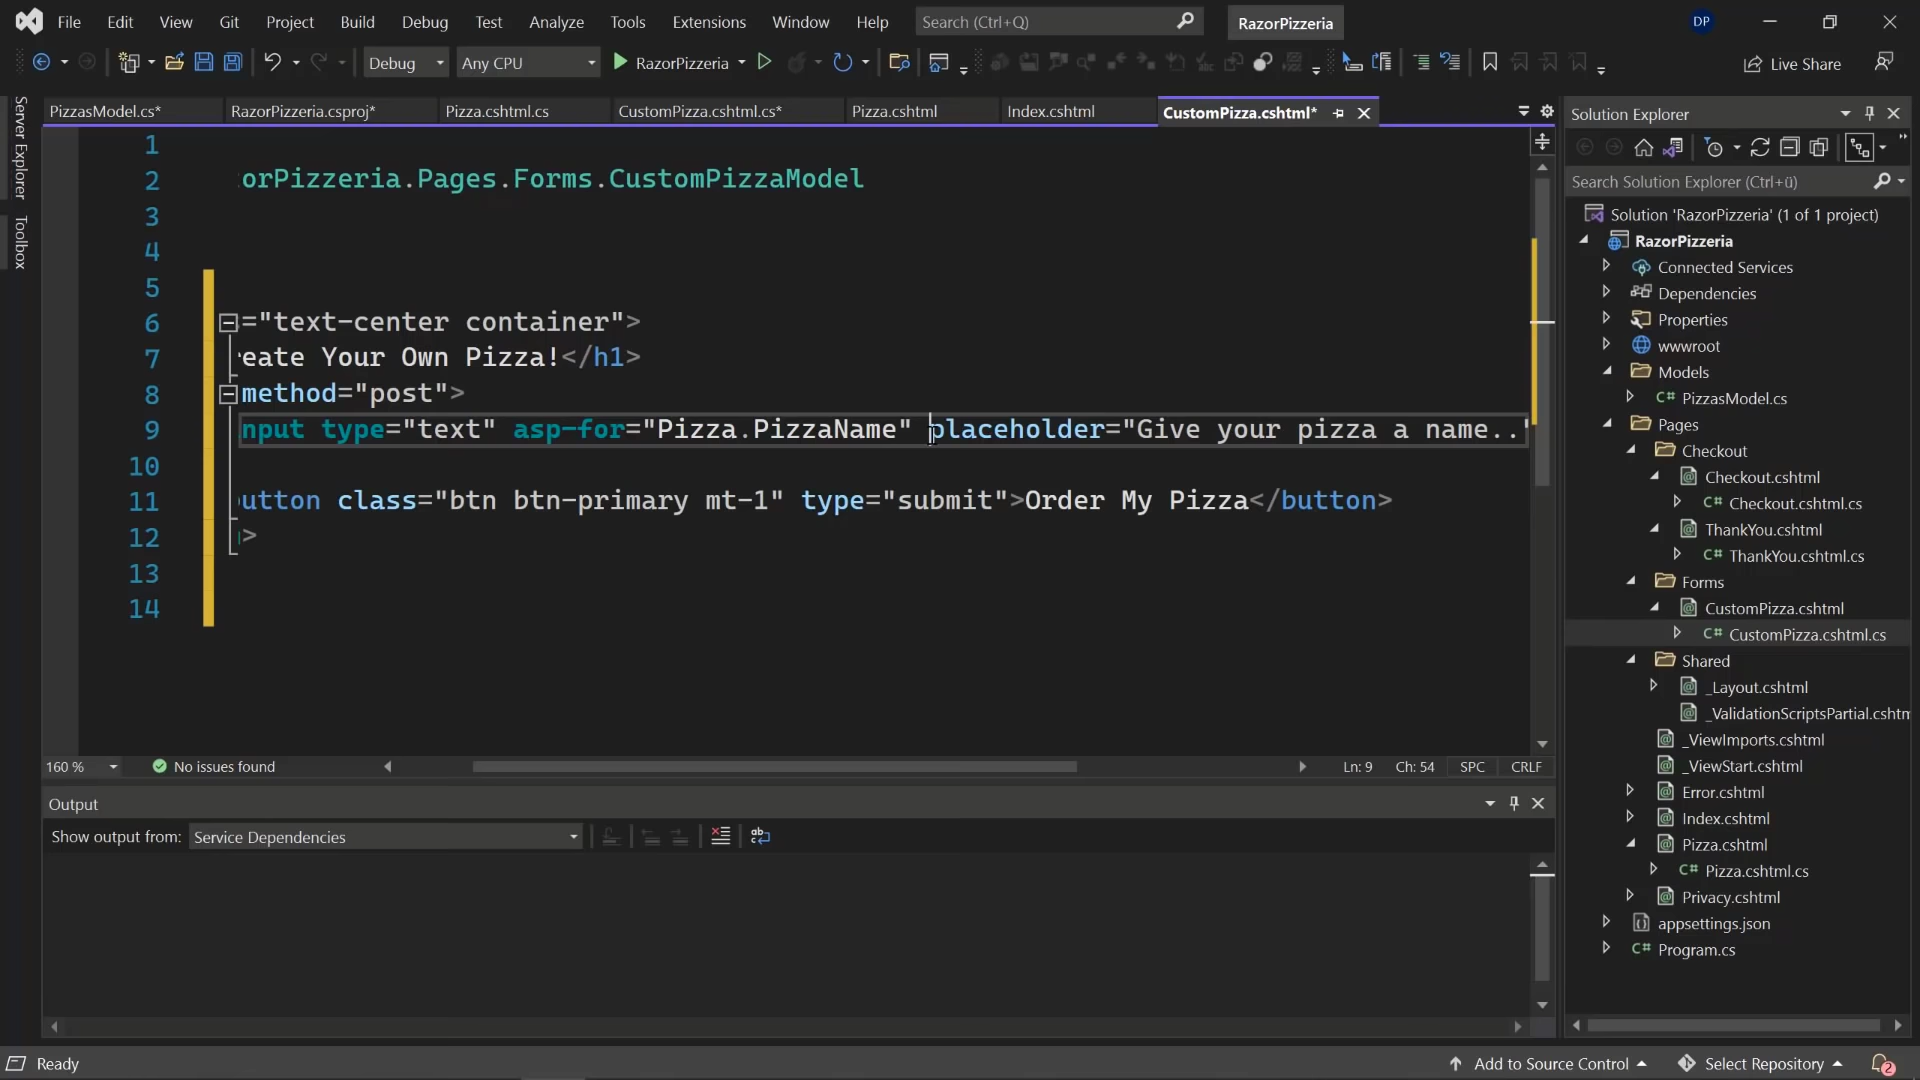 File Edit View Git Project Build Debug Test Analyze Tools Extensions Window Help Search (Ctrl+Q) RazorPizzeria DP
Debug Any CPU RazorPizzeria Live Share
Server Explorer
Toolbox
PizzasModel.cs* RazorPizzeria.csproj* Pizza.cshtml.cs CustomPizza.cshtml.cs* Pizza.cshtml Index.cshtml CustomPizza.cshtml*
1
2 orPizzeria.Pages.Forms.CustomPizzaModel
3
4
5
6 ="text-center container">
7 reate Your Own Pizza!</h1>
8 method="post">
9 nput type="text" asp-for="Pizza.PizzaName" placeholder="Give your pizza a name.."
10
11 utton class="btn btn-primary mt-1" type="submit">Order My Pizza</button>
12 >
13
14
160 % No issues found Ln: 9 Ch: 54 SPC CRLF
Output
Show output from: Service Dependencies
Solution Explorer
Search Solution Explorer (Ctrl+ü)
Solution 'RazorPizzeria' (1 of 1 project)
RazorPizzeria
Connected Services
Dependencies
Properties
wwwroot
Models
C# PizzasModel.cs
Pages
Checkout
Checkout.cshtml
C# Checkout.cshtml.cs
ThankYou.cshtml
C# ThankYou.cshtml.cs
Forms
CustomPizza.cshtml
C# CustomPizza.cshtml.cs
Shared
_Layout.cshtml
_ValidationScriptsPartial.cshtm
_ViewImports.cshtml
_ViewStart.cshtml
Error.cshtml
Index.cshtml
Pizza.cshtml
C# Pizza.cshtml.cs
Privacy.cshtml
appsettings.json
C# Program.cs
Ready Add to Source Control Select Repository 2